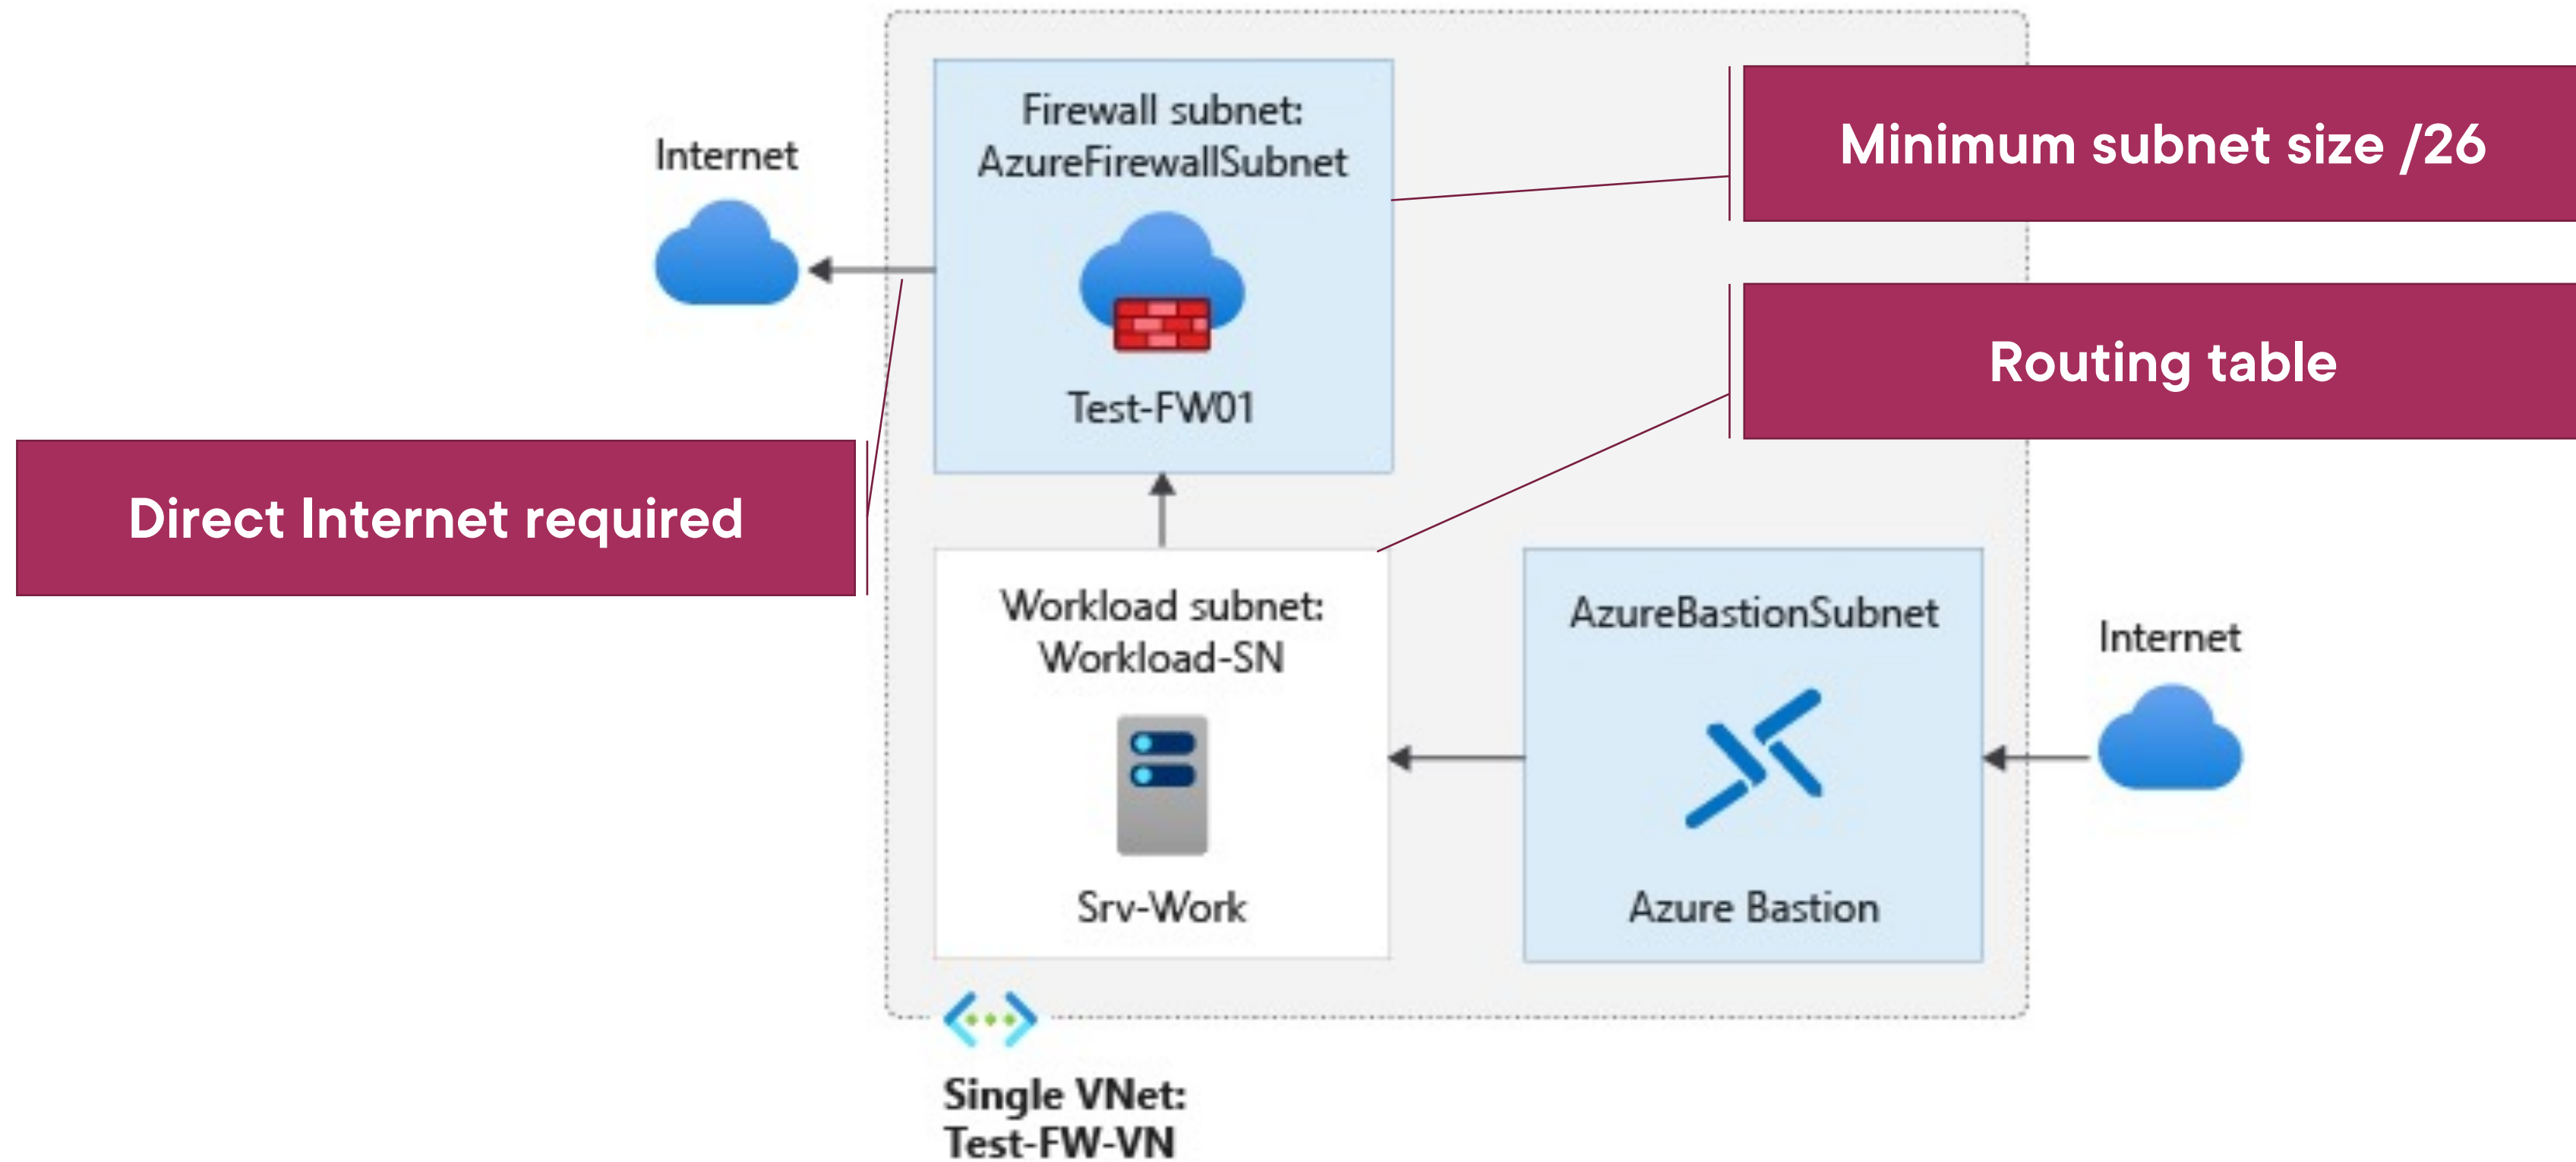 Firewall subnet:
AzureFirewallSubnet
Minimum subnet size /26
Internet
Routing table
Test-FW01
Direct Internet required
Workload subnet:
Workload-SN
AzureBastionSubnet
Internet
Srv-Work
Azure Bastion
Single VNet:
Test-FW-VN